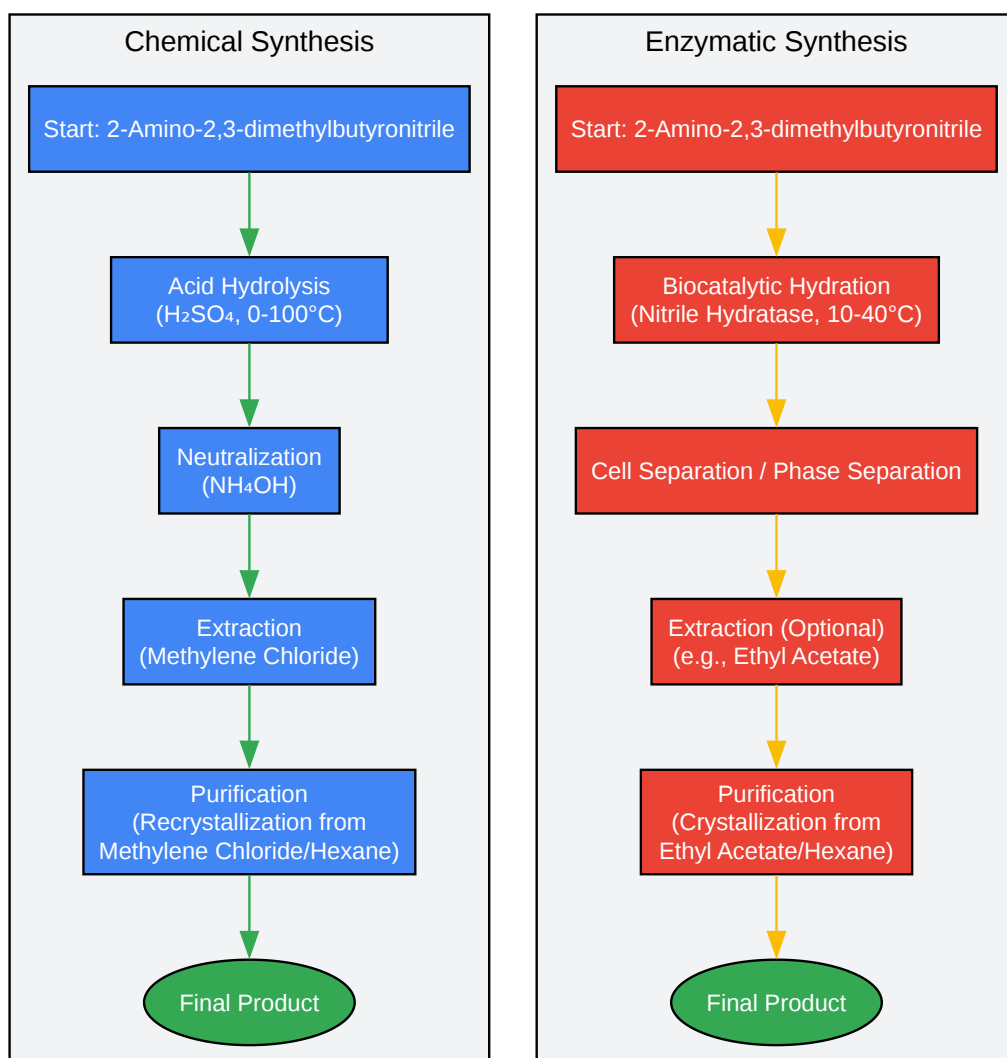 Chemical Synthesis
Start: 2-Amino-2,3-dimethylbutyronitrile
Acid Hydrolysis
(H₂SO₄, 0-100°C)
Neutralization
(NH₄OH)
Extraction
(Methylene Chloride)
Purification
(Recrystallization from
Methylene Chloride/Hexane)
Final Product
Enzymatic Synthesis
Start: 2-Amino-2,3-dimethylbutyronitrile
Biocatalytic Hydration
(Nitrile Hydratase, 10-40°C)
Cell Separation / Phase Separation
Extraction (Optional)
(e.g., Ethyl Acetate)
Purification
(Crystallization from
Ethyl Acetate/Hexane)
Final Product